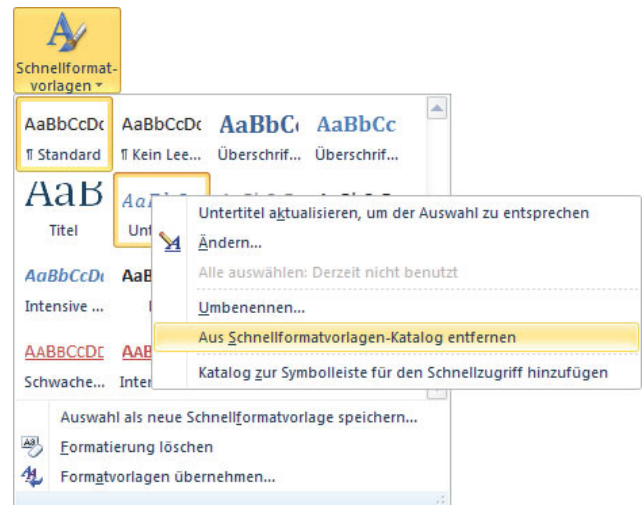 Schnellformat-
vorlagen
AaBbCcDc AaBbCcDc AaBbC AaBbCc
¶ Standard ¶ Kein Lee... Überschrif... Überschrif...
AaB
Titel
Untertitel aktualisieren, um der Auswahl zu entsprechen
Ändern...
Alle auswählen: Derzeit nicht benutzt
AaBbCcDc AaB
Intensive ...
Umbenennen...
Aus Schnellformatvorlagen-Katalog entfernen
AABBCCDC AAB
Schwache... Inter
Katalog zur Symbolleiste für den Schnellzugriff hinzufügen
Auswahl als neue Schnellformatvorlage speichern...
Formatierung löschen
Formatvorlagen übernehmen...